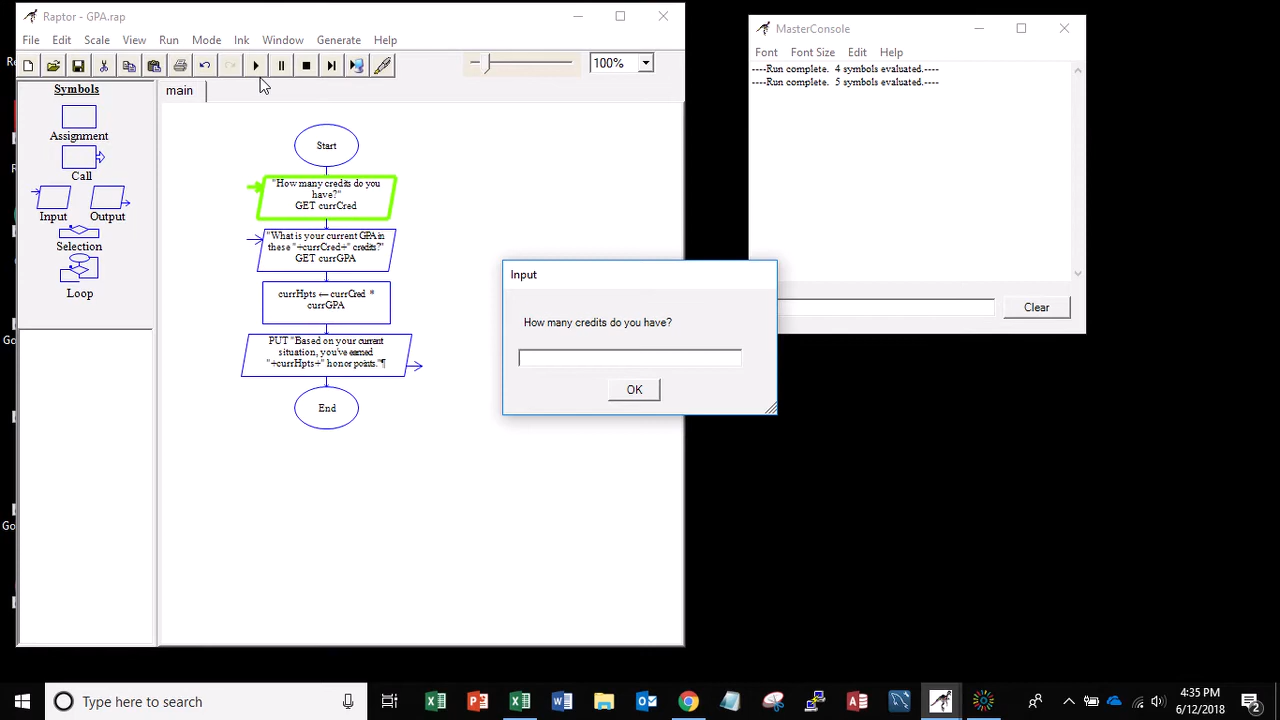 Raptor - GPA.rap
File Edit Scale View Run Mode Ink Window Generate Help
100%
Symbols
Assignment
Call
Input Output
Selection
Loop
main
Start
"How many credits do you
have?"
GET currCred
"What is your current GPA in
these "+currCred+" credits?"
GET currGPA
currHpts ← currCred *
currGPA
PUT "Based on your current
situation, you've earned
"+currHpts+" honor points."¶
End
Input
How many credits do you have?
OK
MasterConsole
Font Font Size Edit Help
----Run complete. 4 symbols evaluated.----
----Run complete. 5 symbols evaluated.----
Clear
Type here to search
4:35 PM
6/12/2018
2